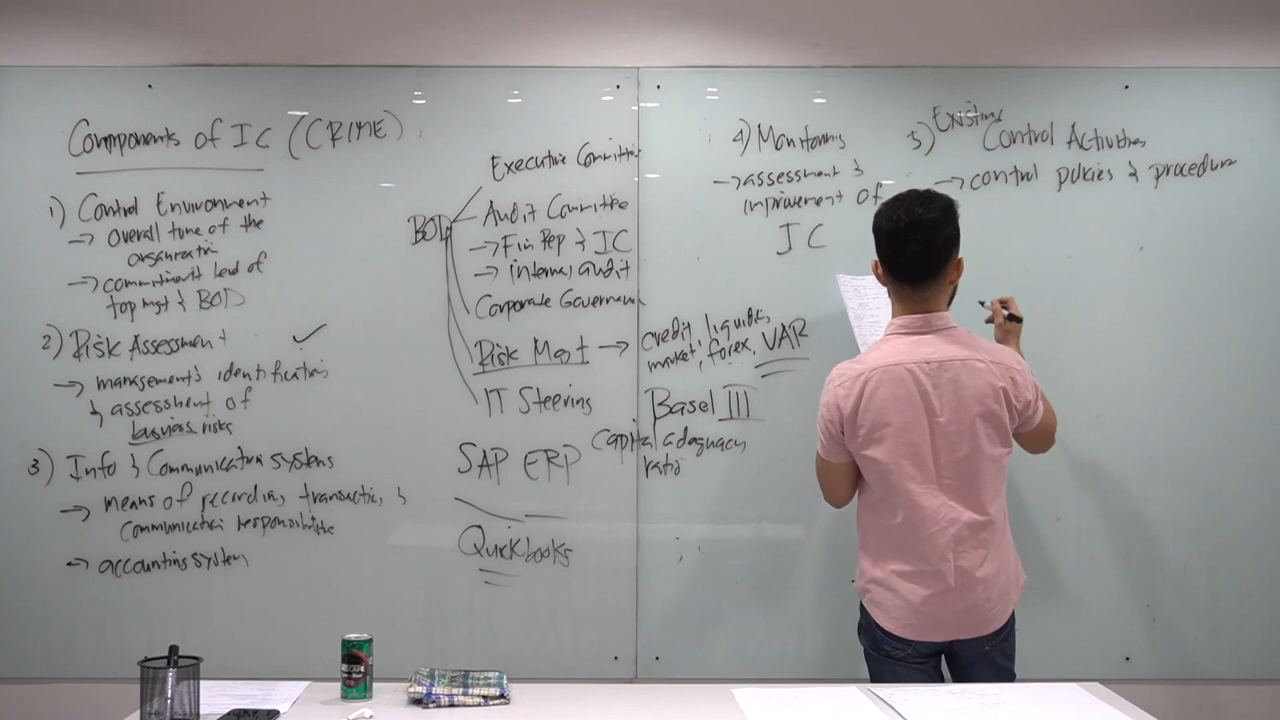 Components of IC (CRIME)
1) Control Environment
→ overall tone of the
organization
→ commitment level of
top mgt & BOD
2) Risk Assessment ✓
→ management's identification
& assessment of
business risks
3) Info & Communication systems
→ means of recording transactions &
communication responsibilities
→ accounting system
BOD
Executive Committee
Audit Committee
→ Fin Rep & IC
→ internal audit
Corporate Governance
Risk Mgmt → credit, liquidity,
market, forex, VAR
IT Steering
Basel III
capital adequacy
ratio
SAP ERP
Quickbooks
4) Monitoring
→ assessment &
improvement of
IC
5) Existing Control Activities
→ control policies & procedure